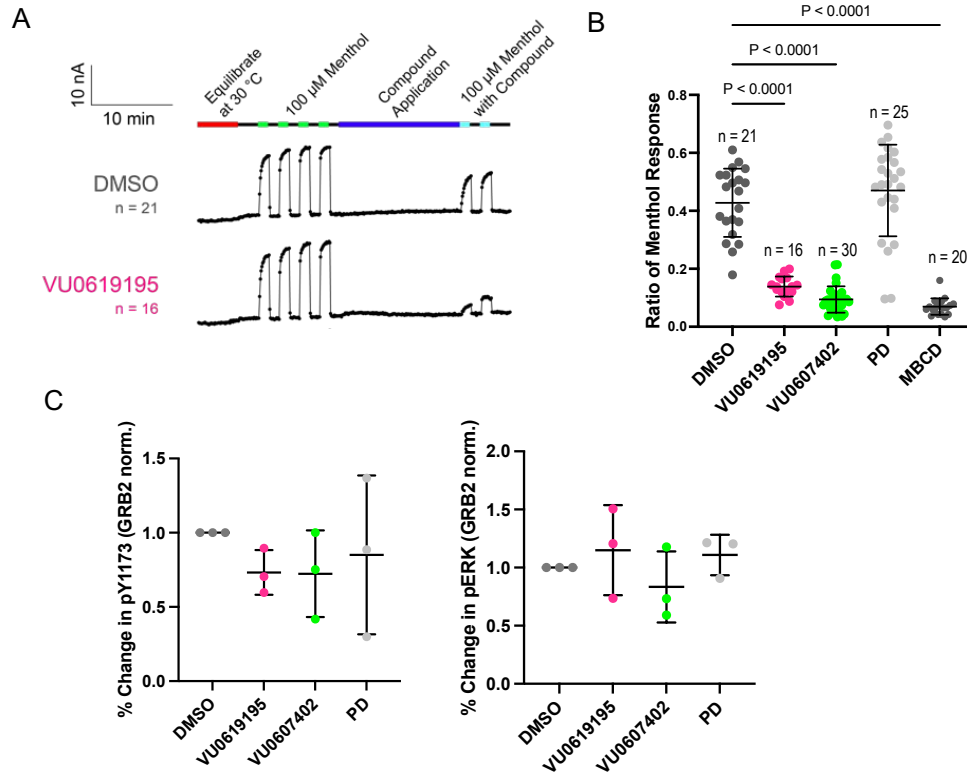 A
10 nA
10 min
Equilibrate
at 30 °C
100 µM Menthol
Compound
Application
100 µM Menthol
with Compound
DMSO
n = 21
VU0619195
n = 16
B
P < 0.0001
P < 0.0001
P < 0.0001
Ratio of Menthol Response
0.8
0.6
0.4
0.2
0.0
n = 21
n = 16
n = 30
n = 25
n = 20
DMSO
VU0619195
VU0607402
PD
MBCD
C
% Change in pY1173 (GRB2 norm.)
1.5
1.0
0.5
0.0
DMSO
VU0619195
VU0607402
PD
% Change in pERK (GRB2 norm.)
2.0
1.5
1.0
0.5
0.0
DMSO
VU0619195
VU0607402
PD